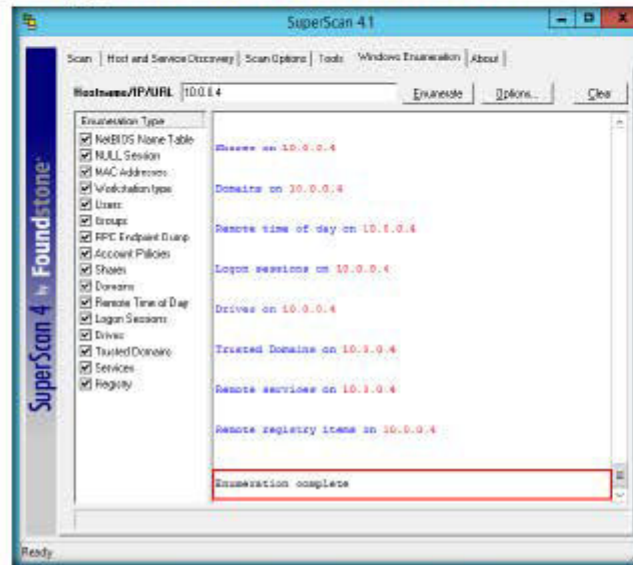 SuperScan 4.1
Scan
Host and Service Discovery
Scan Options
Tools
Windows Enumeration
About
Hostname/IP/URL
10.0.0.4
Enumerate
Options...
Clear
Enumeration Type
NetBIOS Name Table
NULL Session
MAC Addresses
Workstation type
Users
Groups
RPC Endpoint Dump
Account Policies
Shares
Domains
Remote Time of Day
Logon Sessions
Drives
Trusted Domains
Services
Registry
Shares on 10.0.0.4
Domains on 10.0.0.4
Remote time of day on 10.0.0.4
Logon sessions on 10.0.0.4
Drives on 10.0.0.4
Trusted Domains on 10.0.0.4
Remote services on 10.0.0.4
Remote registry items on 10.0.0.4
Enumeration complete
SuperScan 4 by Foundstone
Ready